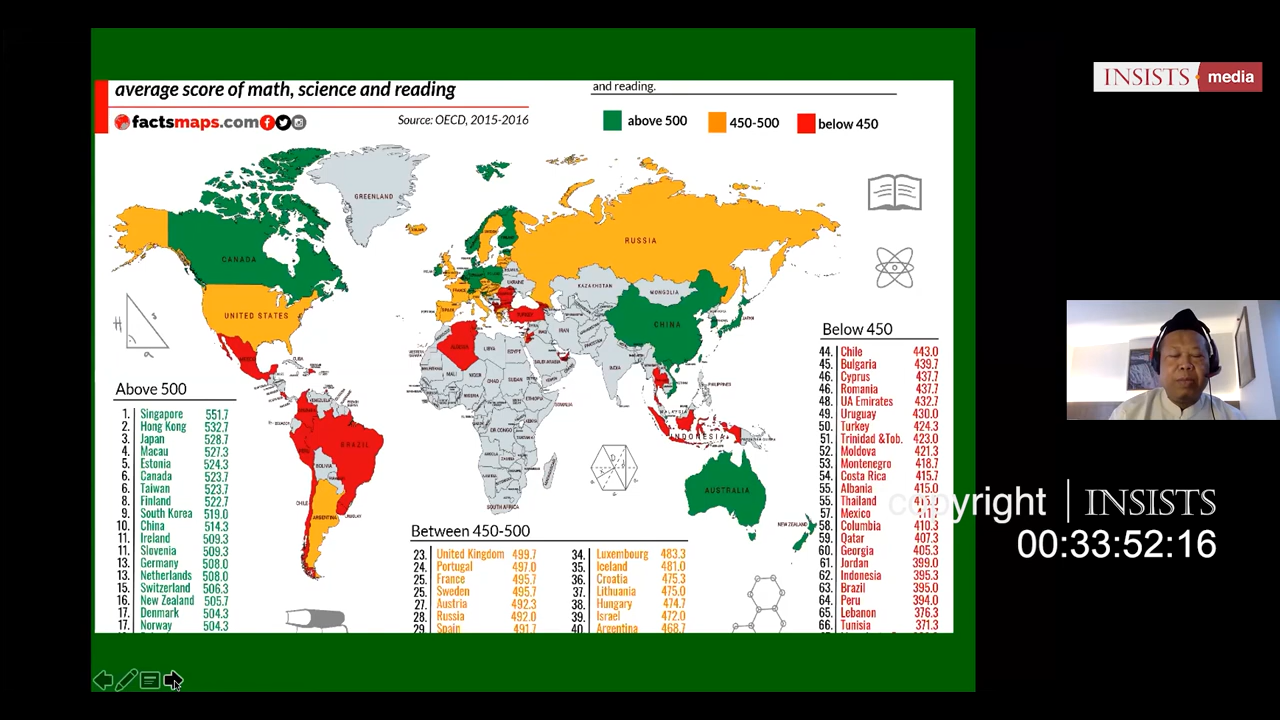 INSISTS media
average score of math, science and reading
and reading.
factsmaps.com
Source: OECD, 2015-2016
above 500
450-500
below 450
GREENLAND
RUSSIA
CANADA
KAZAKHSTAN
MONGOLIA
UNITED STATES
CHINA
BRAZIL
INDONESIA
AUSTRALIA
NEW ZEALAND
SOUTH AFRICA
ARGENTINA
H
a
Above 500
1. Singapore 551.7
2. Hong Kong 532.7
3. Japan 528.7
4. Macau 527.3
5. Estonia 524.3
6. Canada 523.7
6. Taiwan 523.7
8. Finland 522.7
9. South Korea 519.0
10. China 514.3
11. Ireland 509.3
11. Slovenia 509.3
13. Germany 508.0
13. Netherlands 508.0
15. Switzerland 506.3
16. New Zealand 505.7
17. Denmark 504.3
17. Norway 504.3
Between 450-500
23. United Kingdom 499.7
24. Portugal 497.0
25. France 495.7
25. Sweden 495.7
27. Austria 492.3
28. Russia 492.0
29. Spain 491.7
34. Luxembourg 483.3
35. Iceland 481.0
36. Croatia 475.3
37. Lithuania 475.0
38. Hungary 474.7
39. Israel 472.0
40. Argentina 468.7
Below 450
44. Chile 443.0
45. Bulgaria 439.7
46. Cyprus 437.7
46. Romania 437.7
48. UA Emirates 432.7
49. Uruguay 430.0
50. Turkey 424.3
51. Trinidad &Tob. 423.0
52. Moldova 421.3
53. Montenegro 418.7
54. Costa Rica 415.7
55. Albania 415.0
55. Thailand
57. Mexico
58. Columbia 410.3
59. Qatar 407.3
60. Georgia 405.3
61. Jordan 399.0
62. Indonesia 395.3
63. Brazil 395.0
64. Peru 394.0
65. Lebanon 376.3
66. Tunisia 371.3
copyright | INSISTS
00:33:52:16